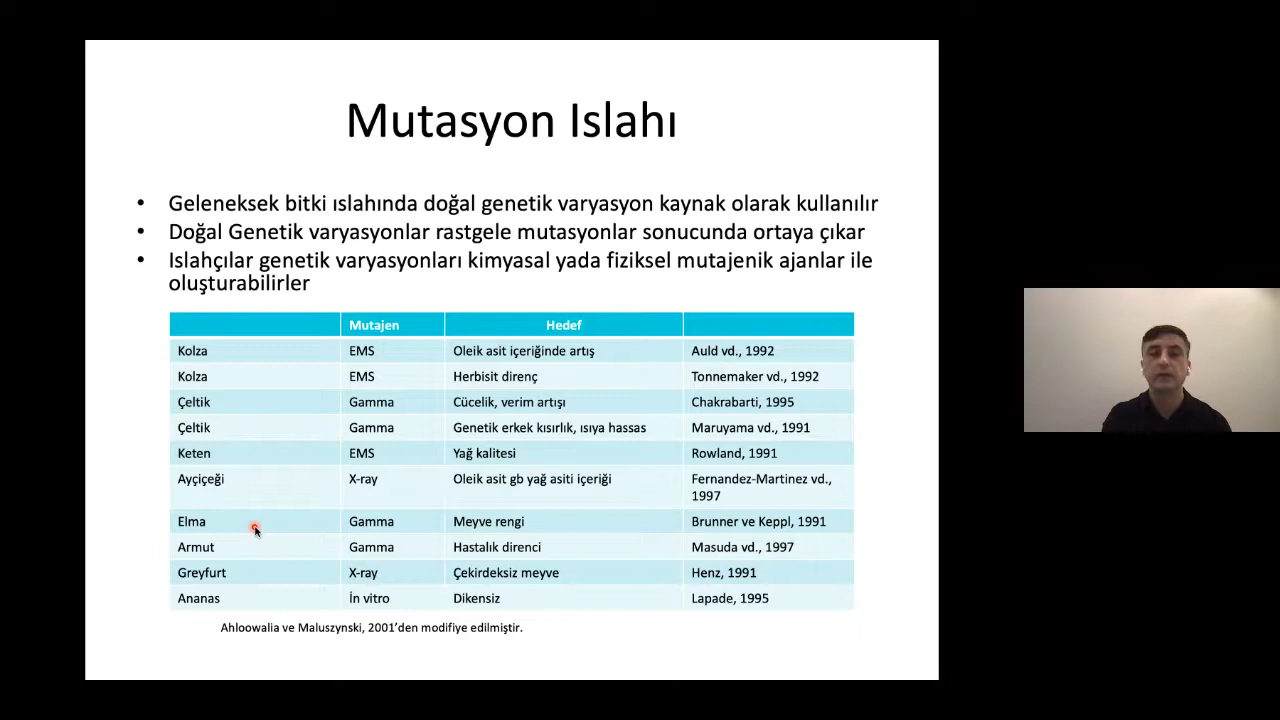 Mutasyon Islahı
• Geleneksek bitki ıslahında doğal genetik varyasyon kaynak olarak kullanılır
• Doğal Genetik varyasyonlar rastgele mutasyonlar sonucunda ortaya çıkar
• Islahçılar genetik varyasyonları kimyasal yada fiziksel mutajenik ajanlar ile
oluşturabilirler
Mutajen Hedef
Kolza EMS Oleik asit içeriğinde artış Auld vd., 1992
Kolza EMS Herbisit direnç Tonnemaker vd., 1992
Çeltik Gamma Cücelik, verim artışı Chakrabarti, 1995
Çeltik Gamma Genetik erkek kısırlık, ısıya hassas Maruyama vd., 1991
Keten EMS Yağ kalitesi Rowland, 1991
Ayçiçeği X-ray Oleik asit gb yağ asiti içeriği Fernandez-Martinez vd.,
1997
Elma Gamma Meyve rengi Brunner ve Keppl, 1991
Armut Gamma Hastalık direnci Masuda vd., 1997
Greyfurt X-ray Çekirdeksiz meyve Henz, 1991
Ananas İn vitro Dikensiz Lapade, 1995
Ahloowalia ve Maluszynski, 2001’den modifiye edilmiştir.